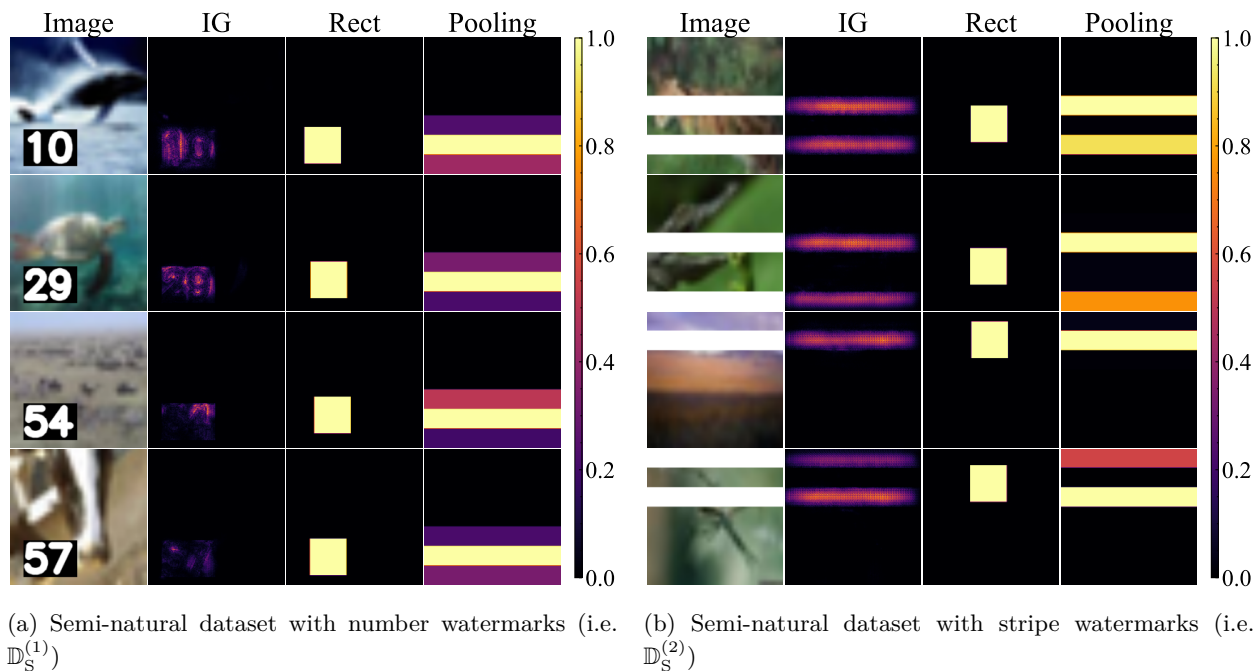 Image IG Rect Pooling
Image IG Rect Pooling
10
29
54
57
1.0
0.8
0.6
0.4
0.2
0.0
1.0
0.8
0.6
0.4
0.2
0.0
(a) Semi-natural dataset with number watermarks (i.e.
𝔻_S^(1))
(b) Semi-natural dataset with stripe watermarks (i.e.
𝔻_S^(2))